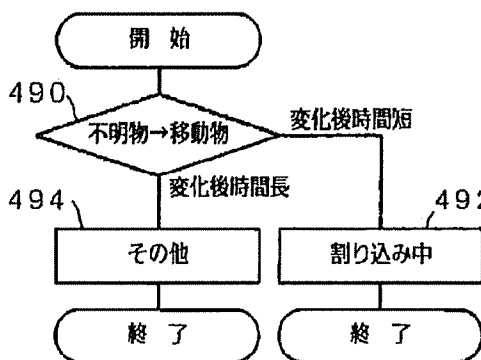 開 始
490
不明物→移動物
変化後時間短
変化後時間長
494
492
その他
割り込み中
終 了
終 了